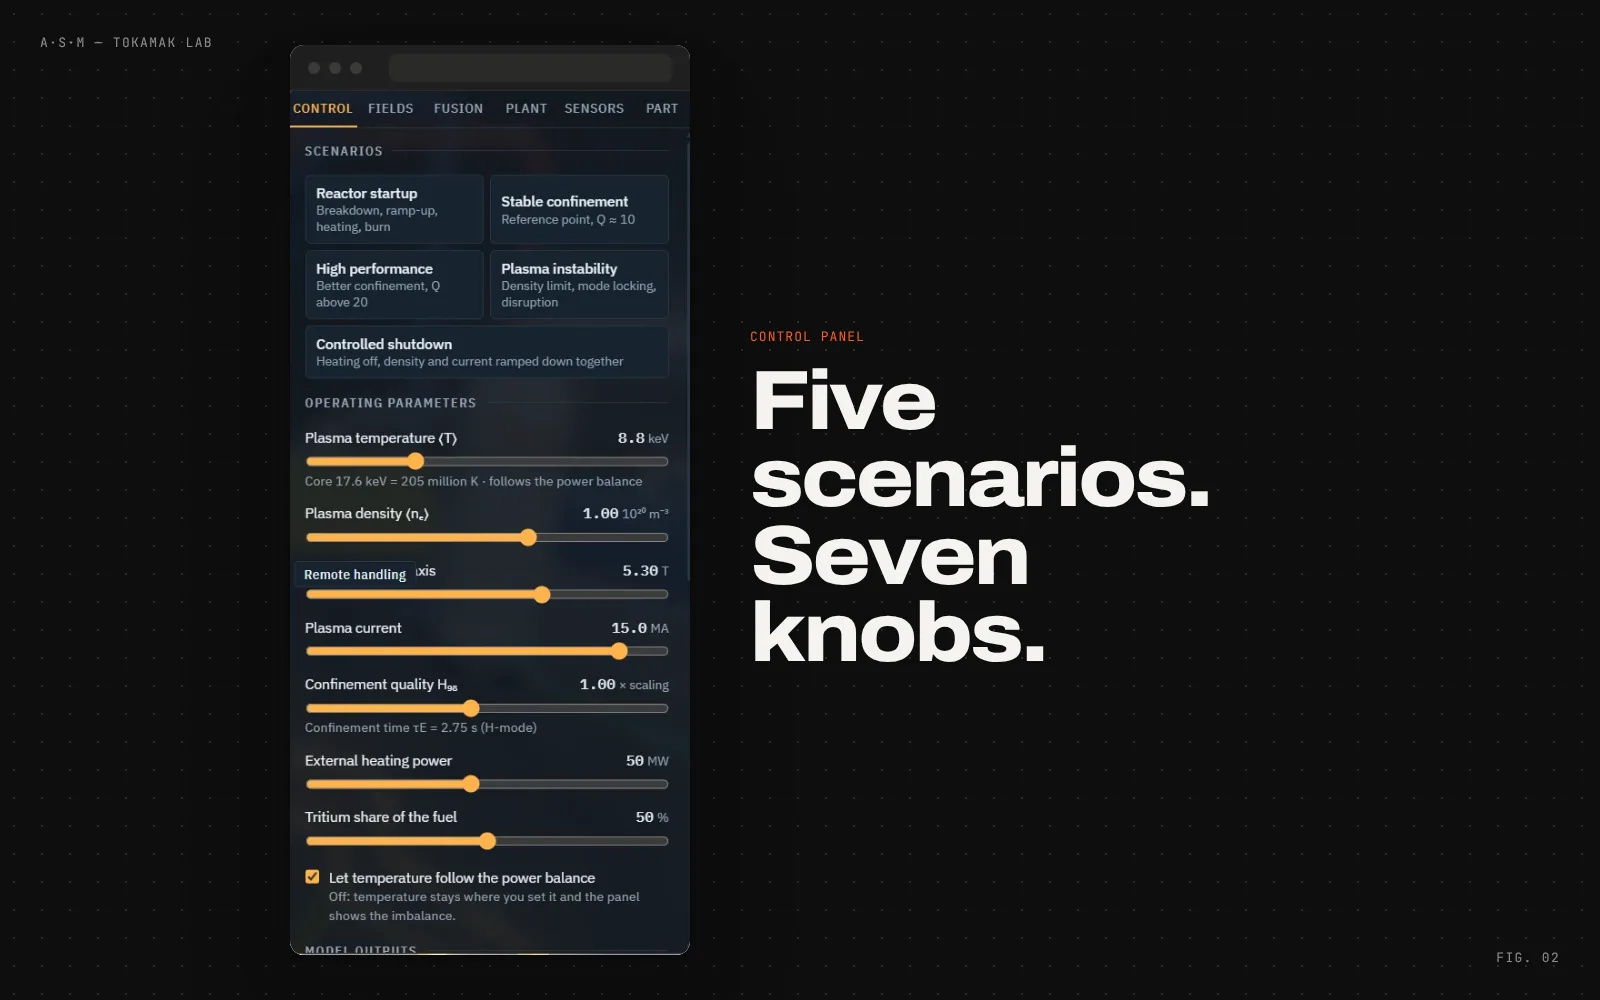 A·S·M — TOKAMAK LAB
CONTROL FIELDS FUSION PLANT SENSORS PART
SCENARIOS
Reactor startup
Breakdown, ramp-up,
heating, burn
Stable confinement
Reference point, Q ≈ 10
High performance
Better confinement, Q
above 20
Plasma instability
Density limit, mode locking,
disruption
Controlled shutdown
Heating off, density and current ramped down together
OPERATING PARAMETERS
Plasma temperature ⟨T⟩ 8.8 keV
Core 17.6 keV = 205 million K · follows the power balance
Plasma density ⟨nₑ⟩ 1.00 10²⁰ m⁻³
Remote handling xis 5.30 T
Plasma current 15.0 MA
Confinement quality H₉₈ 1.00 × scaling
Confinement time τE = 2.75 s (H-mode)
External heating power 50 MW
Tritium share of the fuel 50 %
Let temperature follow the power balance
Off: temperature stays where you set it and the panel
shows the imbalance.
MODEL OUTPUTS
CONTROL PANEL
Five
scenarios.
Seven
knobs.
FIG. 02